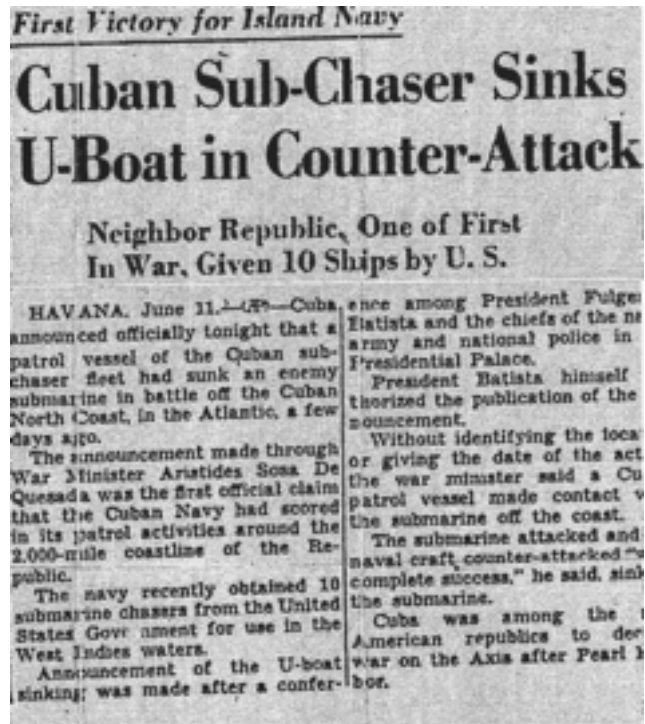 First Victory for Island Navy
Cuban Sub-Chaser Sinks
U-Boat in Counter-Attack
Neighbor Republic, One of First
In War, Given 10 Ships by U. S.
HAVANA, June 11.—(AP)—Cuba
announced officially tonight that a
patrol vessel of the Cuban sub-
chaser fleet had sunk an enemy
submarine in battle off the Cuban
North Coast, in the Atlantic, a few
days ago.
The announcement made through
War Minister Aristides Sosa De
Quesada was the first official claim
that the Cuban Navy had scored
in its patrol activities around the
2,000-mile coastline of the Re-
public.
The navy recently obtained 10
submarine chasers from the United
States Government for use in the
West Indies waters.
Announcement of the U-boat
sinking was made after a confer-
ence among President Fulge
Batista and the chiefs of the na
army and national police in
Presidential Palace.
President Batista himself
thorized the publication of the
nouncement.
Without identifying the loca
or giving the date of the act
the war minister said a Cu
patrol vessel made contact w
the submarine off the coast.
The submarine attacked and
naval craft counter-attacked "w
complete success," he said, sink
the submarine.
Cuba was among the
American republics to dec
war on the Axis after Pearl H
bor.